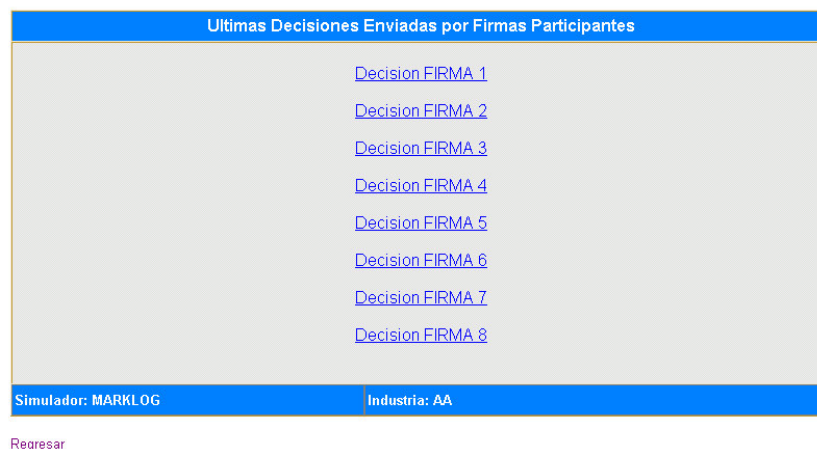 Ultimas Decisiones Enviadas por Firmas Participantes
Decision FIRMA 1
Decision FIRMA 2
Decision FIRMA 3
Decision FIRMA 4
Decision FIRMA 5
Decision FIRMA 6
Decision FIRMA 7
Decision FIRMA 8
Simulador: MARKLOG Industria: AA
Regresar